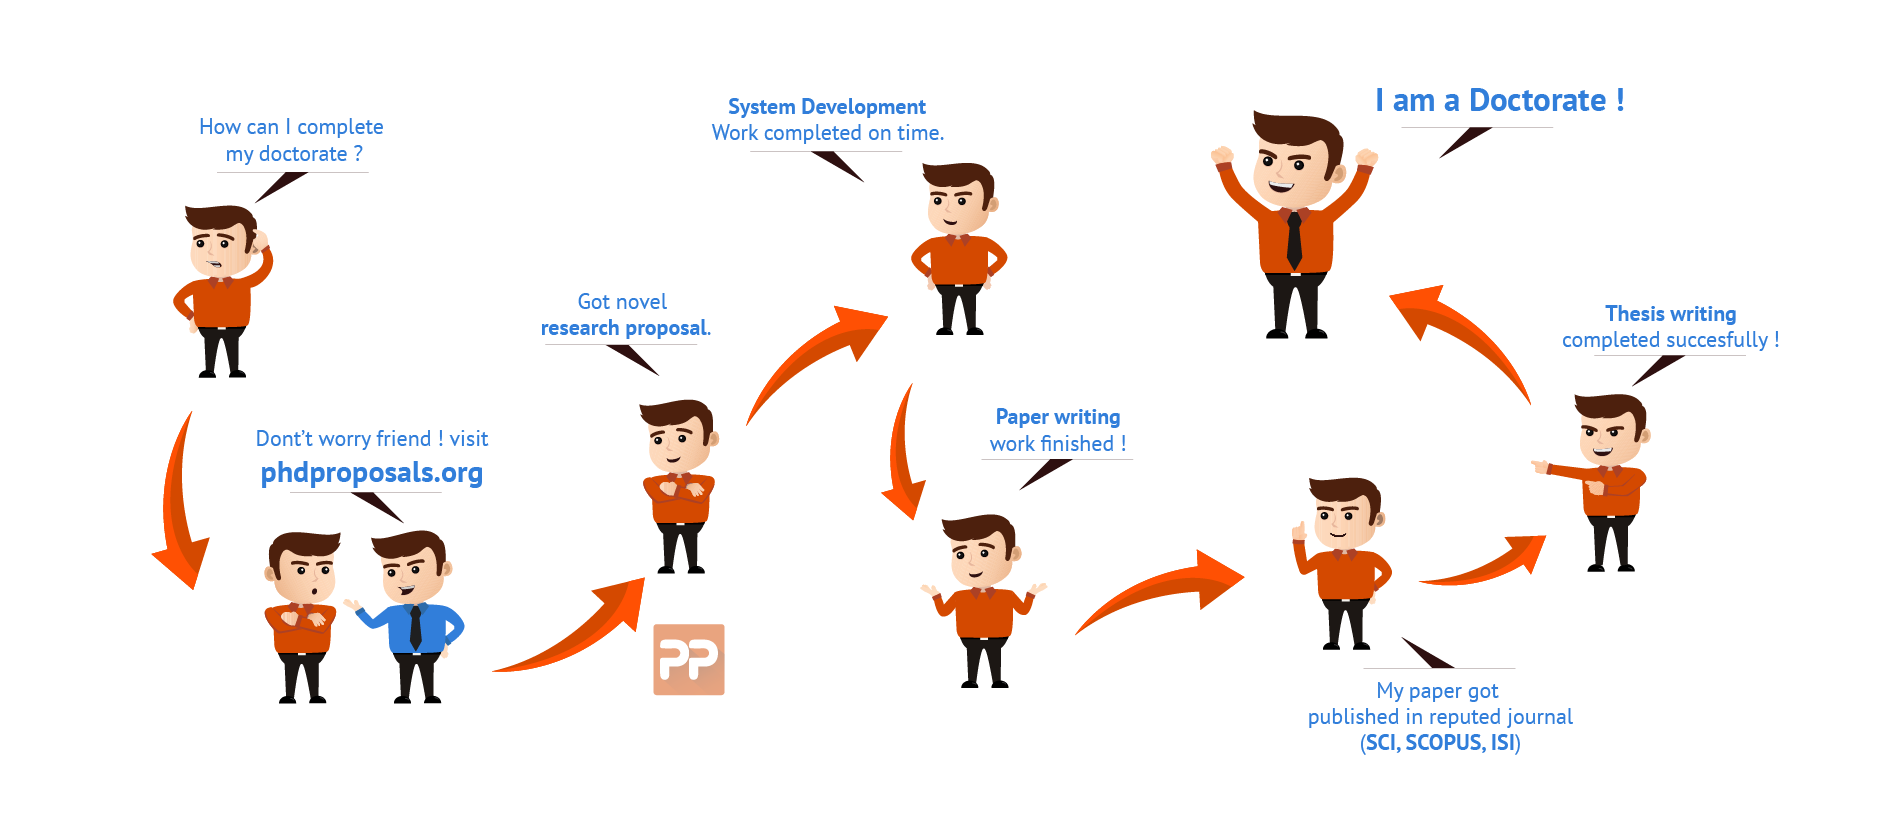 How can I complete
my doctorate ?
Dont’t worry friend ! visit
phdproposals.org
Got novel
research proposal.
PP
System Development
Work completed on time.
Paper writing
work finished !
My paper got
published in reputed journal
(SCI, SCOPUS, ISI)
Thesis writing
completed succesfully !
I am a Doctorate !